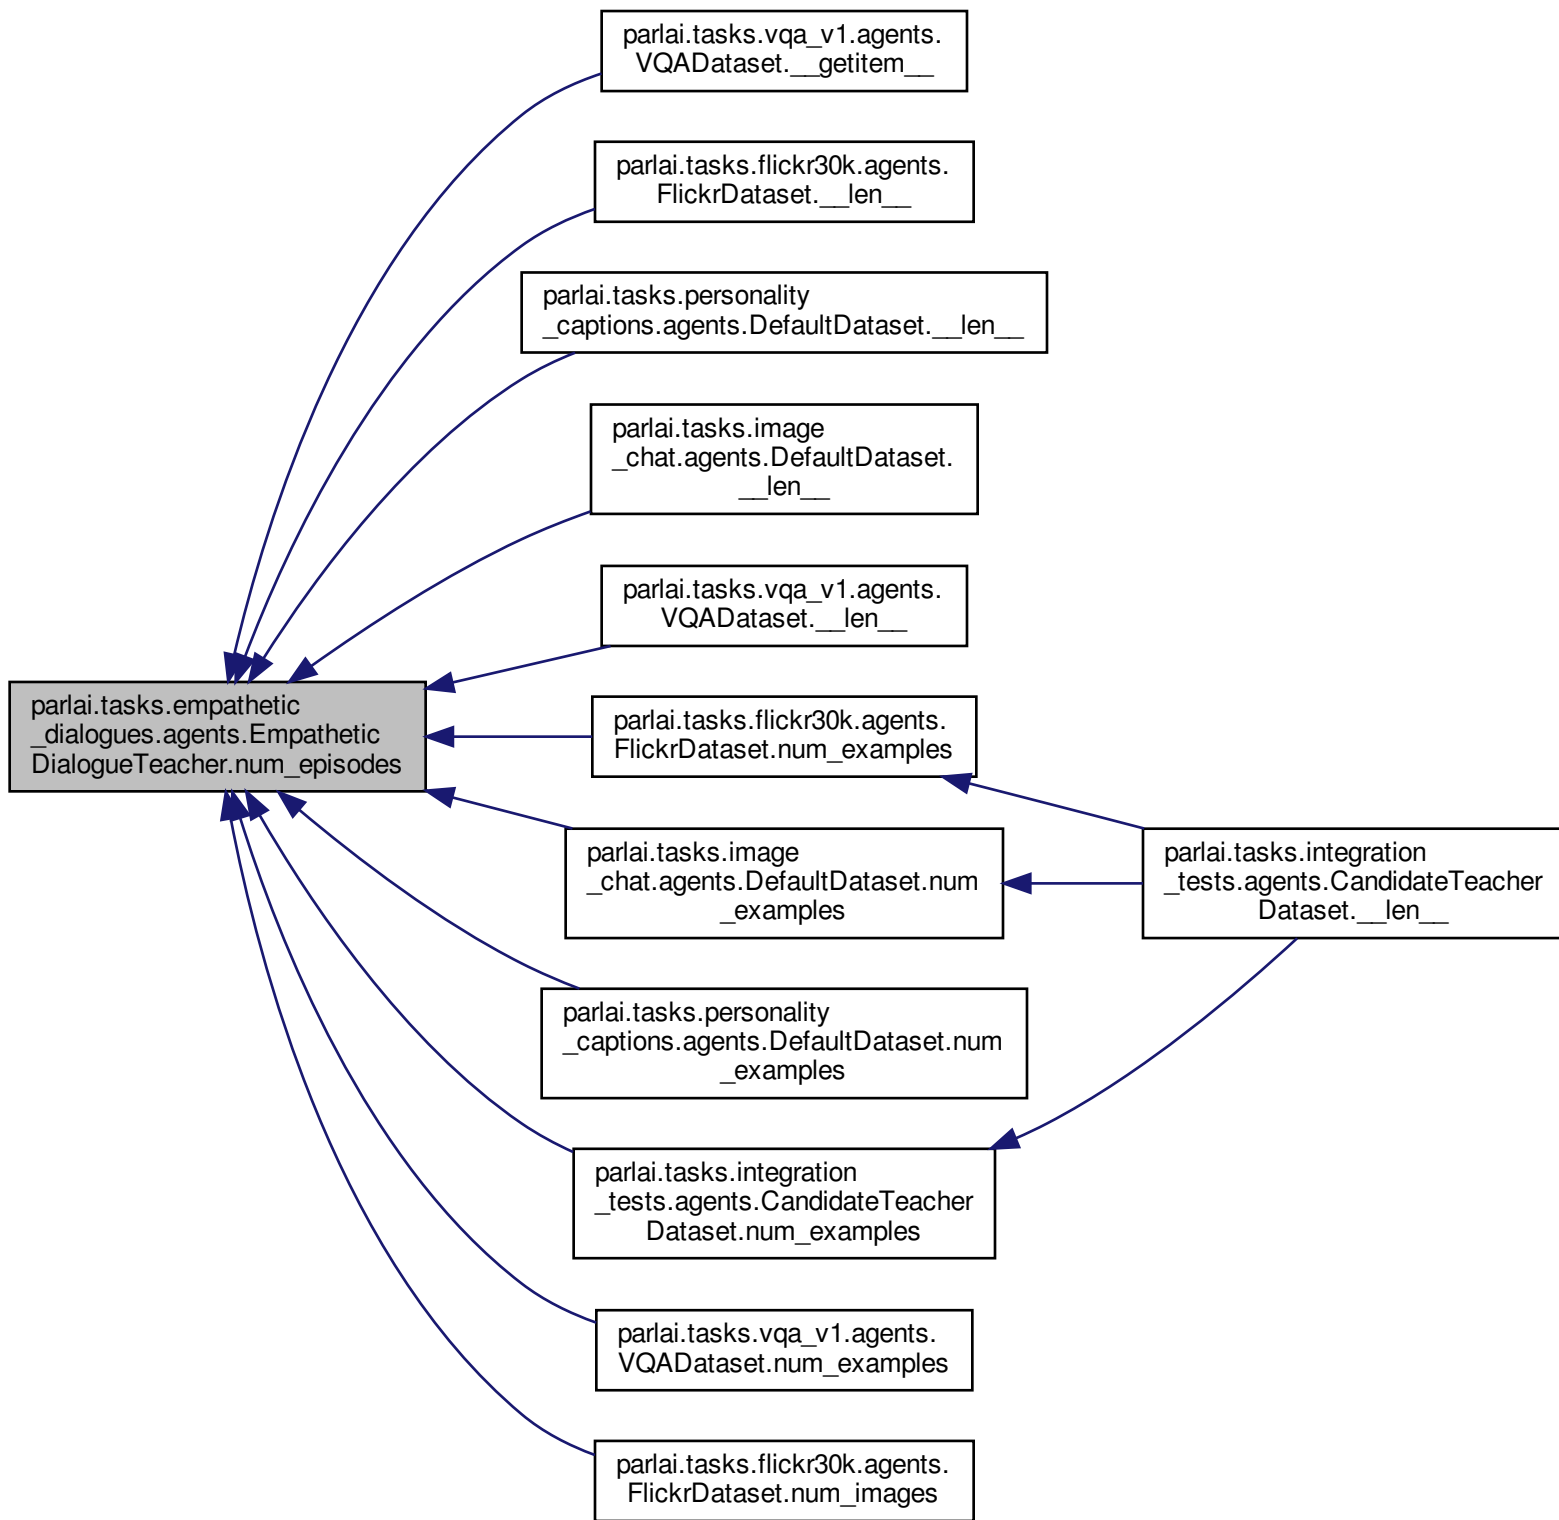 parlai.tasks.vqa_v1.agents.
VQADataset.__getitem__
parlai.tasks.flickr30k.agents.
FlickrDataset.__len__
parlai.tasks.personality
_captions.agents.DefaultDataset.__len__
parlai.tasks.image
_chat.agents.DefaultDataset.
__len__
parlai.tasks.vqa_v1.agents.
VQADataset.__len__
parlai.tasks.empathetic
_dialogues.agents.Empathetic
DialogueTeacher.num_episodes
parlai.tasks.flickr30k.agents.
FlickrDataset.num_examples
parlai.tasks.image
_chat.agents.DefaultDataset.num
_examples
parlai.tasks.integration
_tests.agents.CandidateTeacher
Dataset.__len__
parlai.tasks.personality
_captions.agents.DefaultDataset.num
_examples
parlai.tasks.integration
_tests.agents.CandidateTeacher
Dataset.num_examples
parlai.tasks.vqa_v1.agents.
VQADataset.num_examples
parlai.tasks.flickr30k.agents.
FlickrDataset.num_images